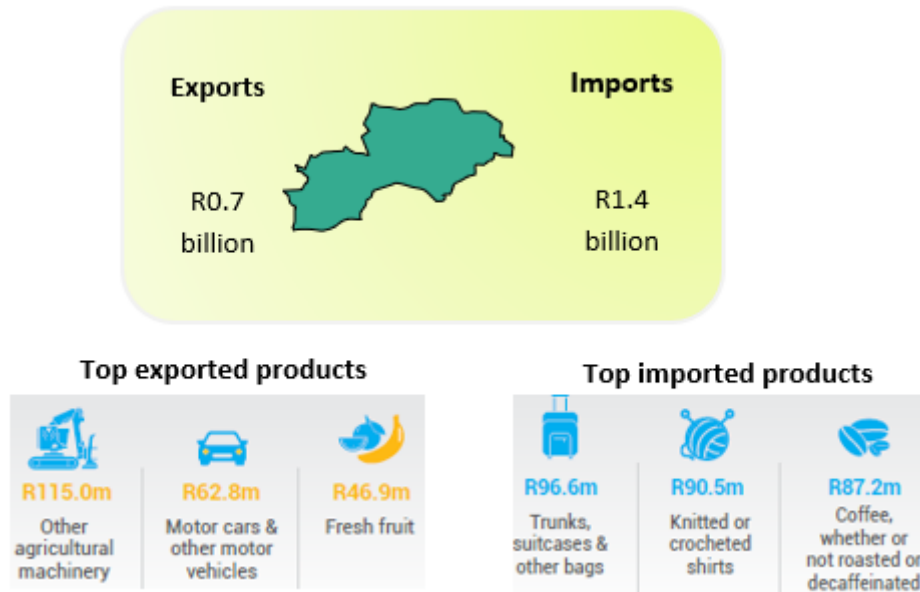 Exports
Imports
R0.7
billion
R1.4
billion
Top exported products
Top imported products
R115.0m
Other
agricultural
machinery
R62.8m
Motor cars &
other motor
vehicles
R46.9m
Fresh fruit
R96.6m
Trunks,
suitcases &
other bags
R90.5m
Knitted or
crocheted
shirts
R87.2m
Coffee,
whether or
not roasted or
decaffeinated